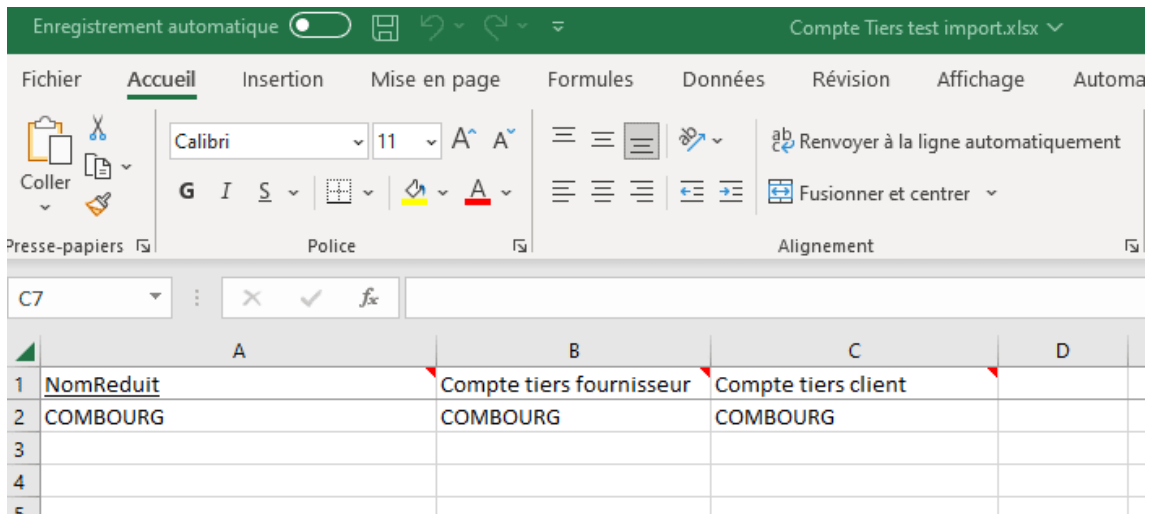 Enregistrement automatique Compte Tiers test import.xlsx
Fichier Accueil Insertion Mise en page Formules Données Révision Affichage Automa
Coller
Calibri 11 A A
ab Renvoyer à la ligne automatiquement
G I S A
Fusionner et centrer
Presse-papiers Police Alignement
C7 fx
A B C D
1 NomReduit Compte tiers fournisseur Compte tiers client
2 COMBOURG COMBOURG COMBOURG
3
4
5